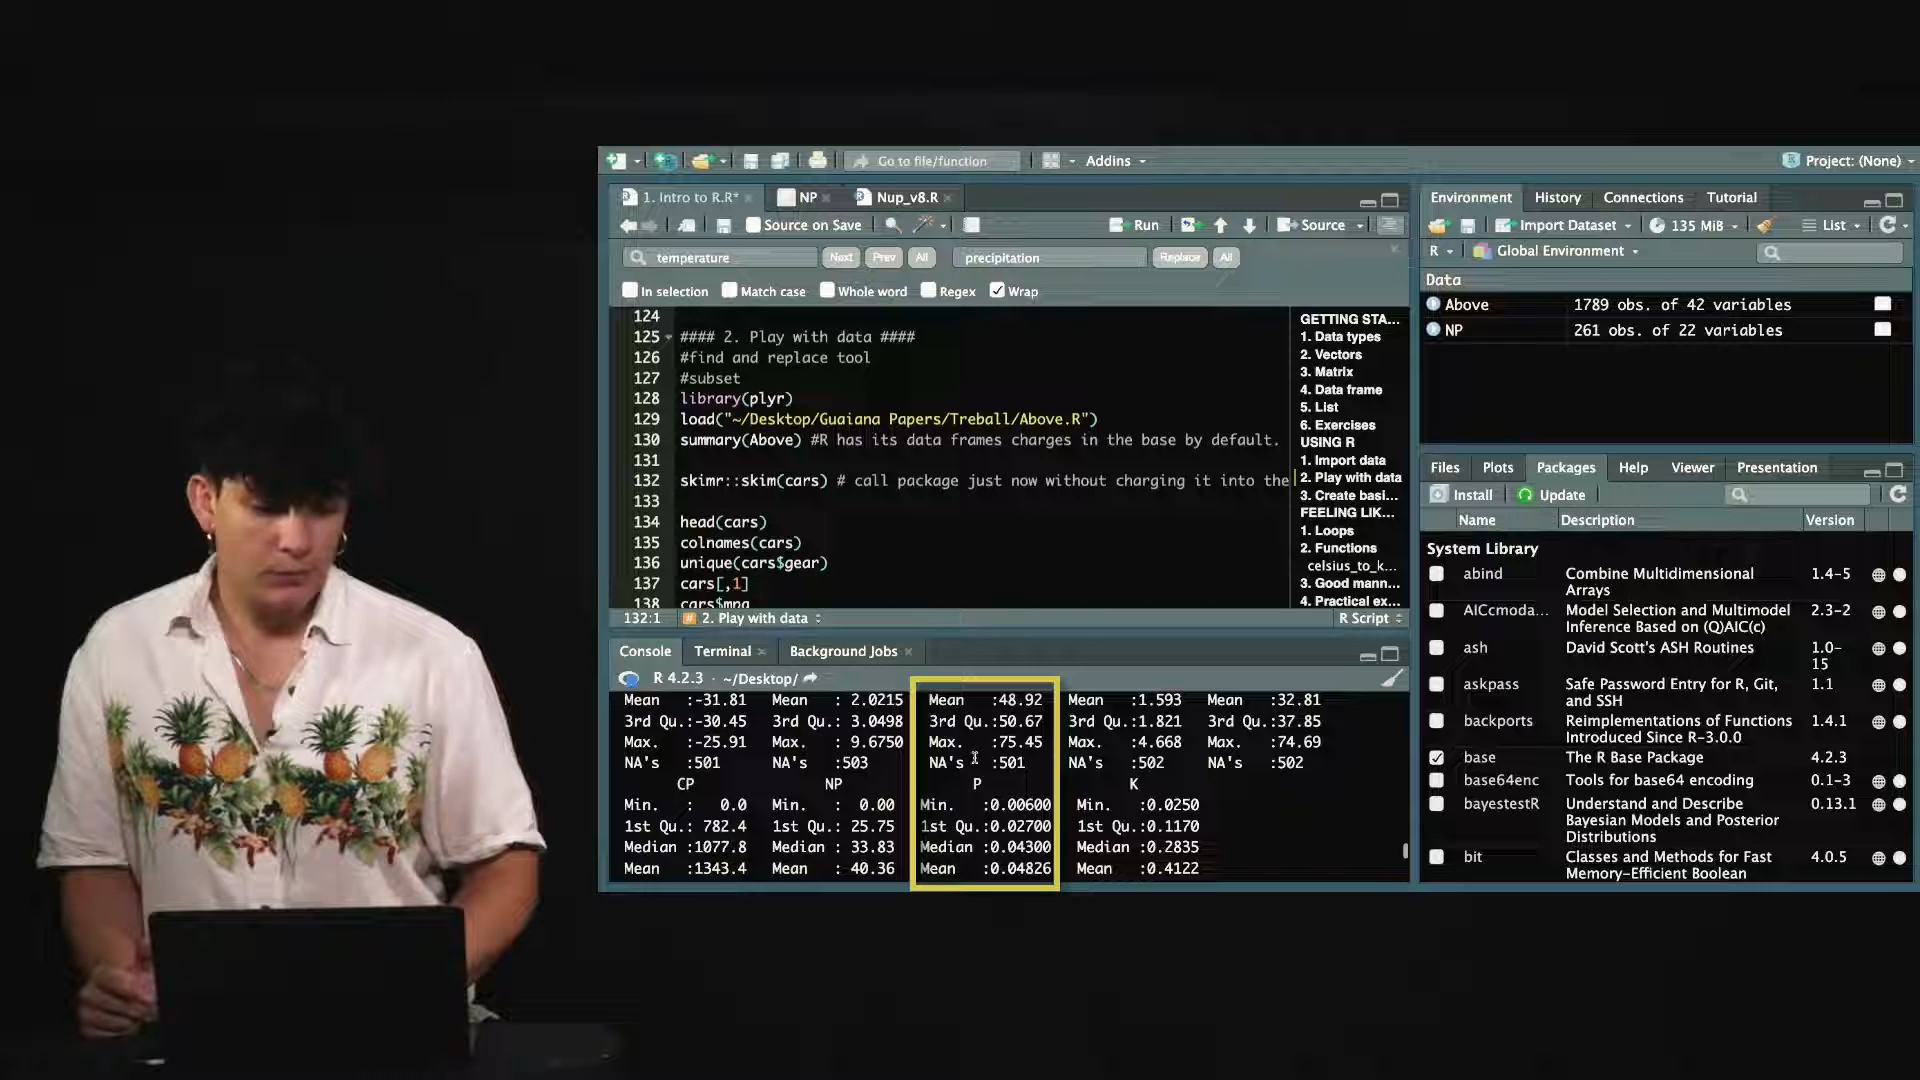 Go to file/function
Addins
Project: (None)
1. Intro to R.R*
NP
Nup_v8.R
Source on Save
Run
Source
temperature
Next
Prev
All
precipitation
Replace
All
In selection
Match case
Whole word
Regex
Wrap
124
125 #### 2. Play with data ####
126 #find and replace tool
127 #subset
128 library(plyr)
129 load("~/Desktop/Guaiana Papers/Treball/Above.R")
130 summary(Above) #R has its data frames charges in the base by default.
131
132 skimr::skim(cars) # call package just now without charging it into the
133
134 head(cars)
135 colnames(cars)
136 unique(cars$gear)
137 cars[,1]
138 cars$mpg
GETTING STA...
1. Data types
2. Vectors
3. Matrix
4. Data frame
5. List
6. Exercises
USING R
1. Import data
2. Play with data
3. Create basi...
FEELING LIK...
1. Loops
2. Functions
celsius_to_k...
3. Good mann...
4. Practical ex...
132:1
# 2. Play with data
R Script
Console
Terminal
Background Jobs
R 4.2.3 · ~/Desktop/
Mean :-31.81 Mean : 2.0215 Mean :48.92 Mean :1.593 Mean :32.81
3rd Qu.:-30.45 3rd Qu.: 3.0498 3rd Qu.:50.67 3rd Qu.:1.821 3rd Qu.:37.85
Max. :-25.91 Max. : 9.6750 Max. :75.45 Max. :4.668 Max. :74.69
NA's :501 NA's :503 NA's :501 NA's :502 NA's :502
CP NP P K
Min. : 0.0 Min. : 0.00 Min. :0.00600 Min. :0.0250
1st Qu.: 782.4 1st Qu.: 25.75 1st Qu.:0.02700 1st Qu.:0.1170
Median :1077.8 Median : 33.83 Median :0.04300 Median :0.2835
Mean :1343.4 Mean : 40.36 Mean :0.04826 Mean :0.4122
Environment
History
Connections
Tutorial
Import Dataset
135 MiB
List
R
Global Environment
Data
Above 1789 obs. of 42 variables
NP 261 obs. of 22 variables
Files
Plots
Packages
Help
Viewer
Presentation
Install
Update
Name Description Version
System Library
abind Combine Multidimensional 1.4-5
Arrays
AICcmoda... Model Selection and Multimodel 2.3-2
Inference Based on (Q)AIC(c)
ash David Scott's ASH Routines 1.0-
15
askpass Safe Password Entry for R, Git, 1.1
and SSH
backports Reimplementations of Functions 1.4.1
Introduced Since R-3.0.0
base The R Base Package 4.2.3
base64enc Tools for base64 encoding 0.1-3
bayestestR Understand and Describe 0.13.1
Bayesian Models and Posterior
Distributions
bit Classes and Methods for Fast 4.0.5
Memory-Efficient Boolean